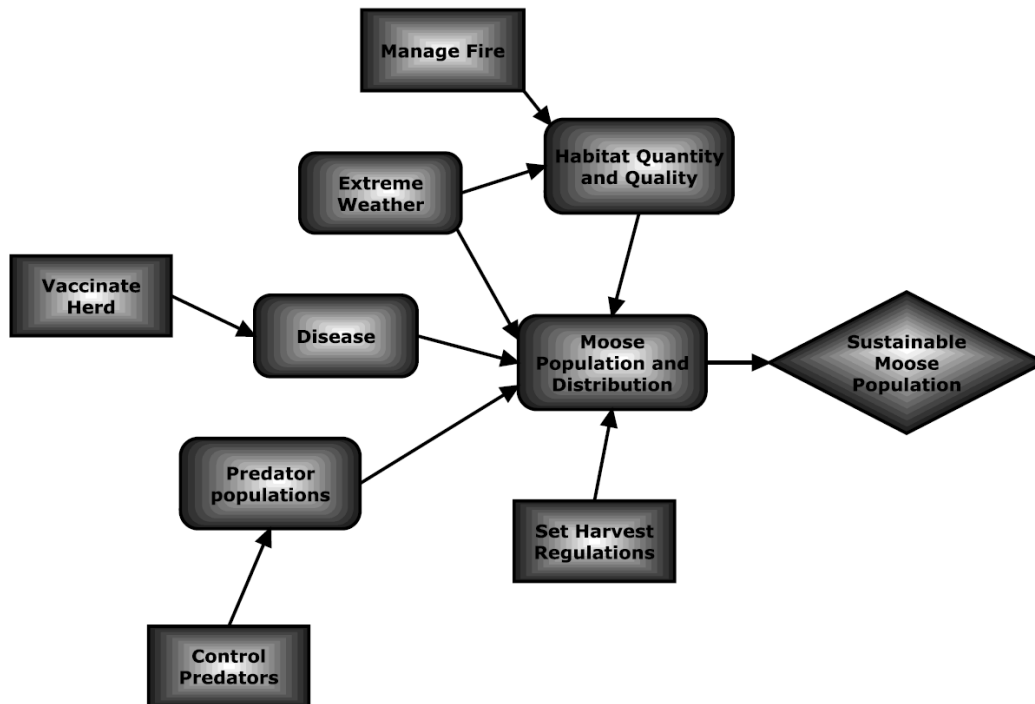 Manage Fire
Habitat Quantity
and Quality
Extreme
Weather
Vaccinate
Herd
Disease
Moose
Population and
Distribution
Sustainable
Moose
Population
Predator
populations
Set Harvest
Regulations
Control
Predators